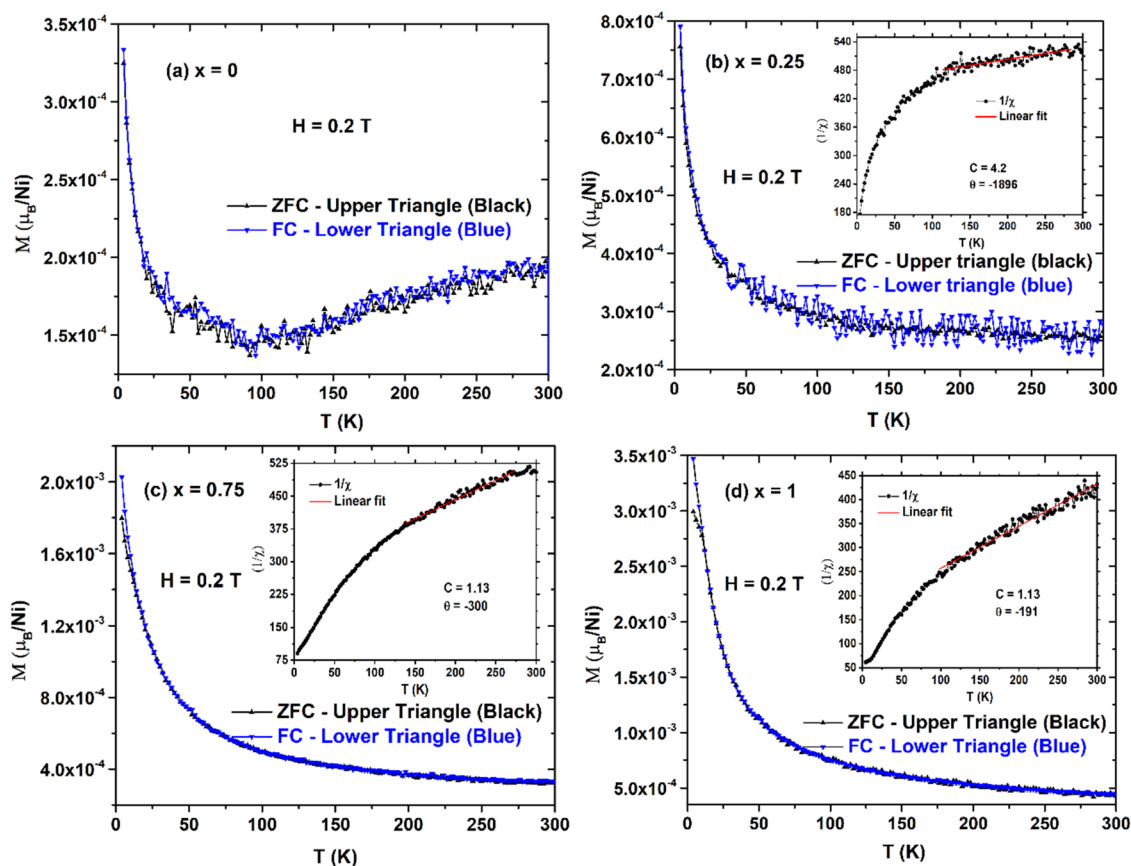 3.5x10⁻⁴
3.0x10⁻⁴
2.5x10⁻⁴
2.0x10⁻⁴
1.5x10⁻⁴
M (μB/Ni)
(a) x = 0
H = 0.2 T
ZFC - Upper Triangle (Black)
FC - Lower Triangle (Blue)
0 50 100 150 200 250 300
T (K)
8.0x10⁻⁴
7.0x10⁻⁴
6.0x10⁻⁴
5.0x10⁻⁴
4.0x10⁻⁴
3.0x10⁻⁴
2.0x10⁻⁴
M (μB/Ni)
(b) x = 0.25
H = 0.2 T
540
480
420
360
300
240
180
(1/χ)
1/χ
Linear fit
C = 4.2
θ = -1896
0 50 100 150 200 250 300
T (K)
ZFC - Upper triangle (black)
FC - Lower triangle (blue)
0 50 100 150 200 250 300
T (K)
2.0x10⁻³
1.6x10⁻³
1.2x10⁻³
8.0x10⁻⁴
4.0x10⁻⁴
M (μB/Ni)
(c) x = 0.75
H = 0.2 T
525
450
375
300
225
150
75
(1/χ)
1/χ
Linear fit
C = 1.13
θ = -300
0 50 100 150 200 250 300
T (K)
ZFC - Upper Triangle (Black)
FC - Lower Triangle (Blue)
0 50 100 150 200 250 300
T (K)
3.5x10⁻³
3.0x10⁻³
2.5x10⁻³
2.0x10⁻³
1.5x10⁻³
1.0x10⁻³
5.0x10⁻⁴
M (μB/Ni)
(d) x = 1
H = 0.2 T
450
400
350
300
250
200
150
100
50
(1/χ)
1/χ
Linear fit
C = 1.13
θ = -191
0 50 100 150 200 250 300
T (K)
ZFC - Upper Triangle (Black)
FC - Lower Triangle (Blue)
0 50 100 150 200 250 300
T (K)